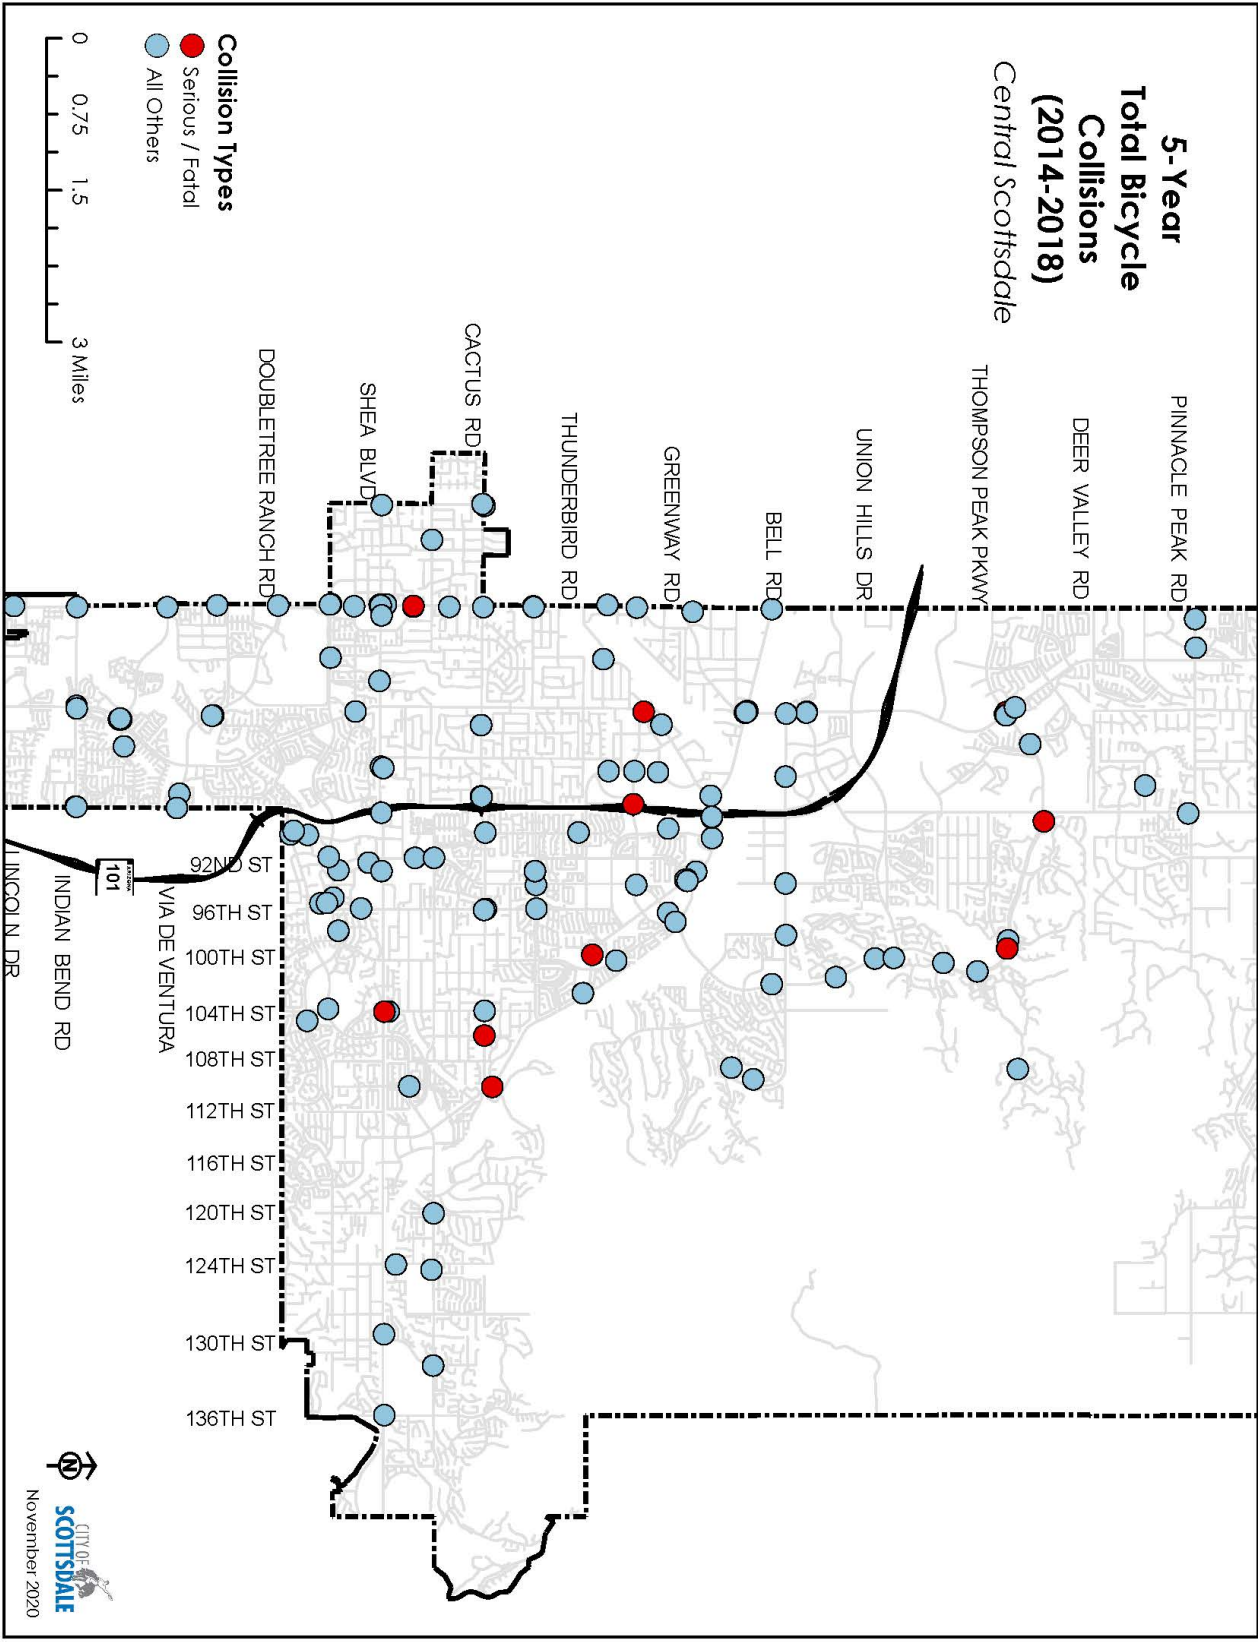 5-Year
Total Bicycle
Collisions
(2014-2018)
Central Scottsdale
PINNACLE PEAK RD
DEER VALLEY RD
THOMPSON PEAK PKWY
UNION HILLS DR
BELL RD
GREENWAY RD
THUNDERBIRD RD
CACTUS RD
SHEA BLVD
DOUBLETREE RANCH RD
VIA DE VENTURA
INDIAN BEND RD
LINCOLN DR
ARIZONA
101
92ND ST
96TH ST
100TH ST
104TH ST
108TH ST
112TH ST
116TH ST
120TH ST
124TH ST
130TH ST
136TH ST
Collision Types
Serious / Fatal
All Others
0 0.75 1.5 3 Miles
N
CITY OF
SCOTTSDALE
November 2020